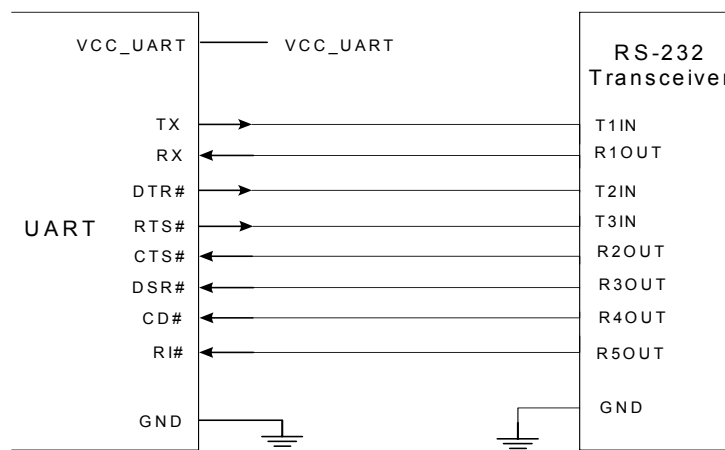 VCC_UART VCC_UART
RS-232
Transceiver
TX T1IN
RX R1OUT
DTR# T2IN
UART RTS# T3IN
CTS# R2OUT
DSR# R3OUT
CD# R4OUT
RI# R5OUT
GND GND